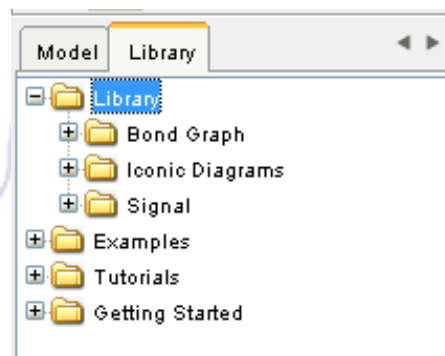 Model Library
Library
Bond Graph
Iconic Diagrams
Signal
Examples
Tutorials
Getting Started